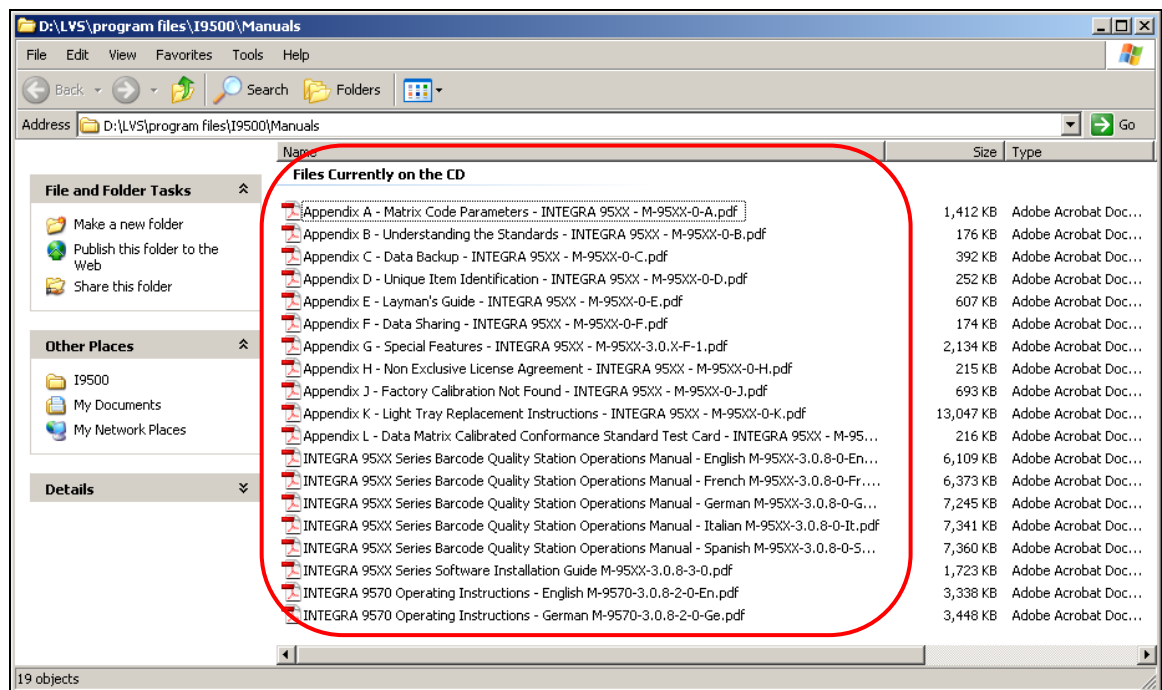 D:\LVS\program files\I9500\Manuals
File Edit View Favorites Tools Help
Back Search Folders
Address D:\LVS\program files\I9500\Manuals Go
Name Size Type
Files Currently on the CD
File and Folder Tasks
Make a new folder
Publish this folder to the
Web
Share this folder
Other Places
I9500
My Documents
My Network Places
Details
Appendix A - Matrix Code Parameters - INTEGRA 95XX - M-95XX-0-A.pdf 1,412 KB Adobe Acrobat Doc...
Appendix B - Understanding the Standards - INTEGRA 95XX - M-95XX-0-B.pdf 176 KB Adobe Acrobat Doc...
Appendix C - Data Backup - INTEGRA 95XX - M-95XX-0-C.pdf 392 KB Adobe Acrobat Doc...
Appendix D - Unique Item Identification - INTEGRA 95XX - M-95XX-0-D.pdf 252 KB Adobe Acrobat Doc...
Appendix E - Layman's Guide - INTEGRA 95XX - M-95XX-0-E.pdf 607 KB Adobe Acrobat Doc...
Appendix F - Data Sharing - INTEGRA 95XX - M-95XX-0-F.pdf 174 KB Adobe Acrobat Doc...
Appendix G - Special Features - INTEGRA 95XX - M-95XX-3.0.X-F-1.pdf 2,134 KB Adobe Acrobat Doc...
Appendix H - Non Exclusive License Agreement - INTEGRA 95XX - M-95XX-0-H.pdf 215 KB Adobe Acrobat Doc...
Appendix J - Factory Calibration Not Found - INTEGRA 95XX - M-95XX-0-J.pdf 693 KB Adobe Acrobat Doc...
Appendix K - Light Tray Replacement Instructions - INTEGRA 95XX - M-95XX-0-K.pdf 13,047 KB Adobe Acrobat Doc...
Appendix L - Data Matrix Calibrated Conformance Standard Test Card - INTEGRA 95XX - M-95... 216 KB Adobe Acrobat Doc...
INTEGRA 95XX Series Barcode Quality Station Operations Manual - English M-95XX-3.0.8-0-En... 6,109 KB Adobe Acrobat Doc...
INTEGRA 95XX Series Barcode Quality Station Operations Manual - French M-95XX-3.0.8-0-Fr.... 6,373 KB Adobe Acrobat Doc...
INTEGRA 95XX Series Barcode Quality Station Operations Manual - German M-95XX-3.0.8-0-G... 7,245 KB Adobe Acrobat Doc...
INTEGRA 95XX Series Barcode Quality Station Operations Manual - Italian M-95XX-3.0.8-0-It.pdf 7,341 KB Adobe Acrobat Doc...
INTEGRA 95XX Series Barcode Quality Station Operations Manual - Spanish M-95XX-3.0.8-0-S... 7,360 KB Adobe Acrobat Doc...
INTEGRA 95XX Series Software Installation Guide M-95XX-3.0.8-3-0.pdf 1,723 KB Adobe Acrobat Doc...
INTEGRA 9570 Operating Instructions - English M-9570-3.0.8-2-0-En.pdf 3,338 KB Adobe Acrobat Doc...
INTEGRA 9570 Operating Instructions - German M-9570-3.0.8-2-0-Ge.pdf 3,448 KB Adobe Acrobat Doc...
19 objects